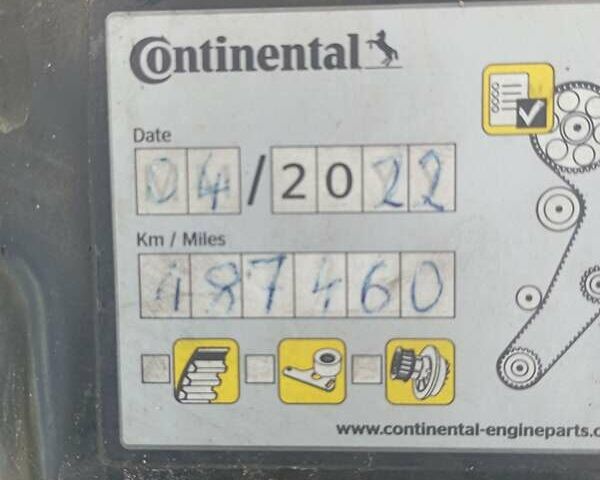 Continental
Date
04/2022
Km / Miles
187460
www.continental-engineparts.c